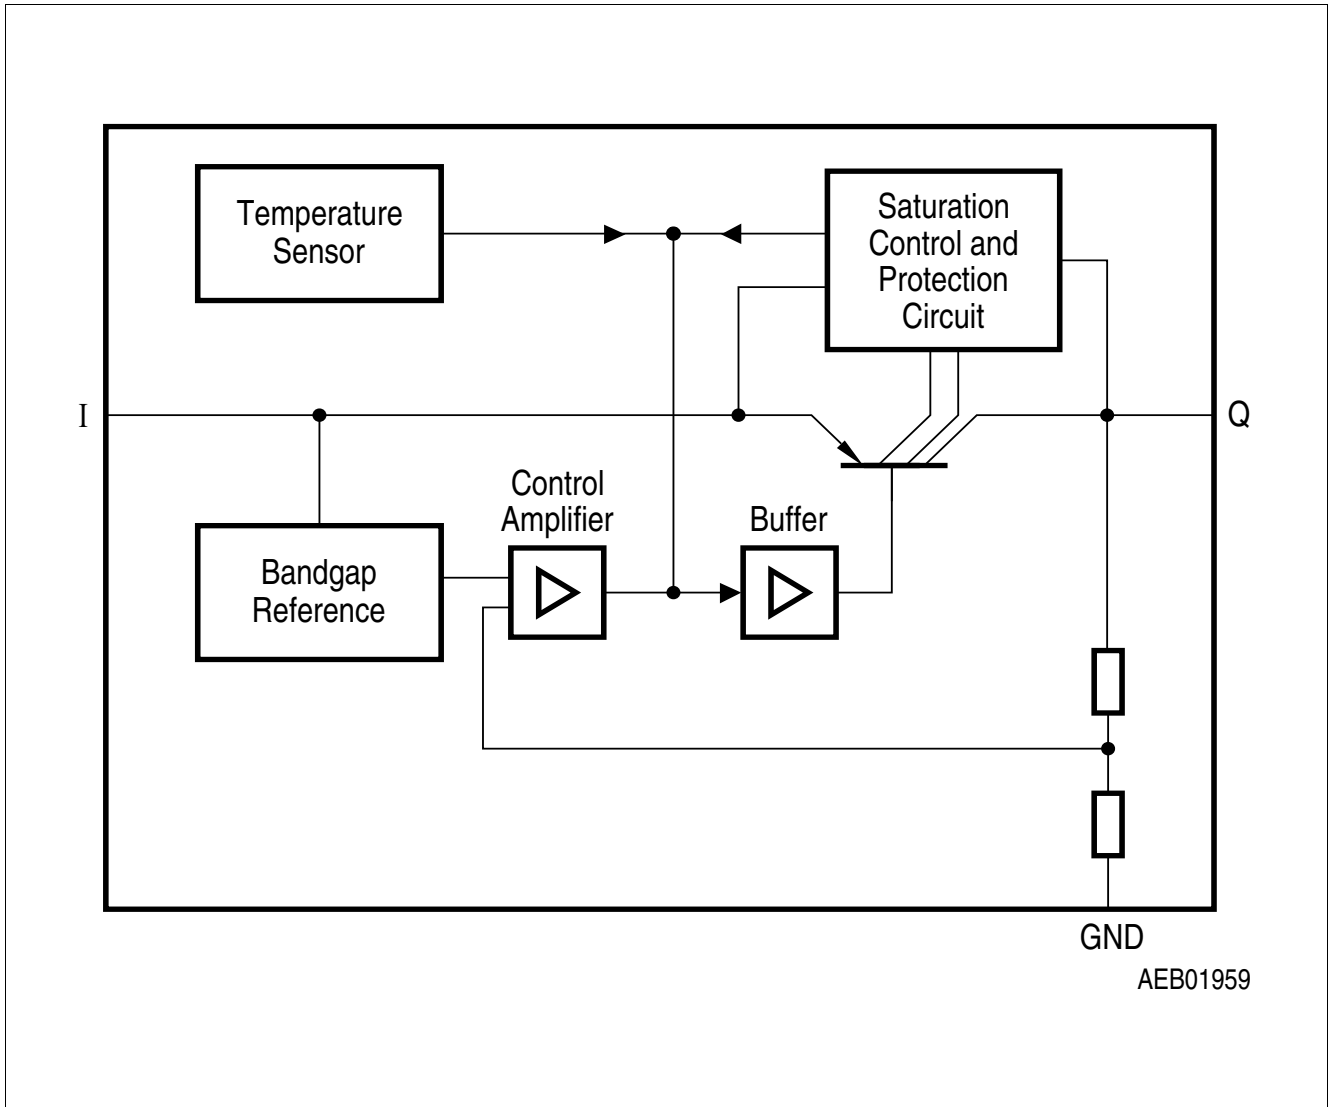 Temperature
Sensor
Saturation
Control and
Protection
Circuit
I
Q
Control
Amplifier
Buffer
Bandgap
Reference
GND
AEB01959